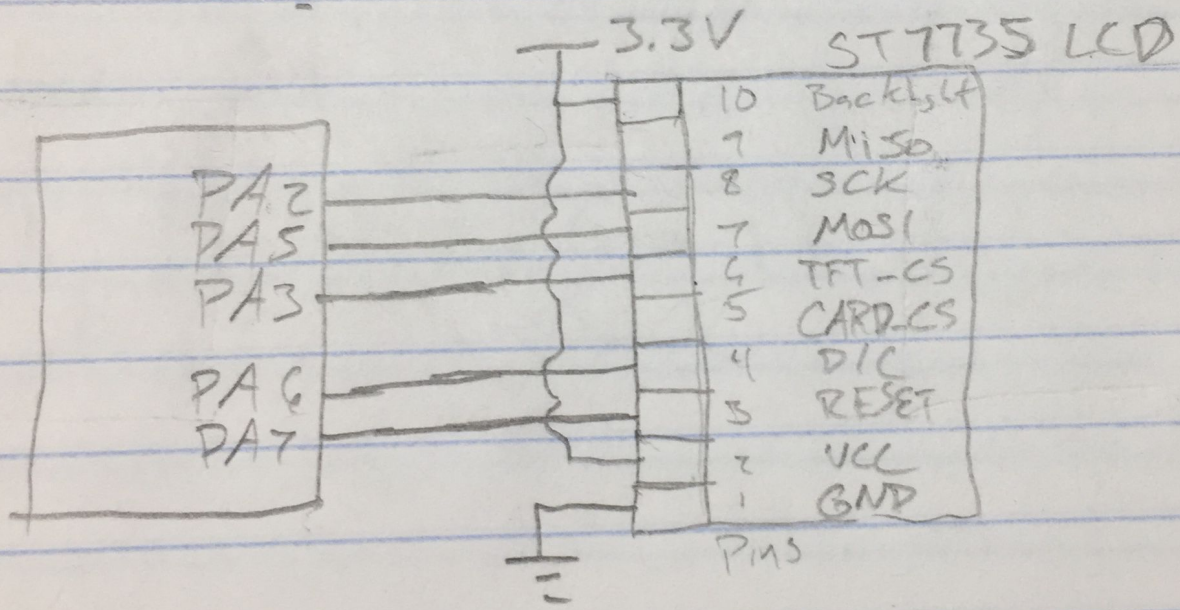 3.3V ST7735 LCD
10 Backlight
9 MiSo
PA2 8 SCK
PA5 7 MOSI
PA3 6 TFT_CS
5 CARD_CS
PA6 4 D/C
3 RESET
PA7 2 VCC
1 GND
Pins